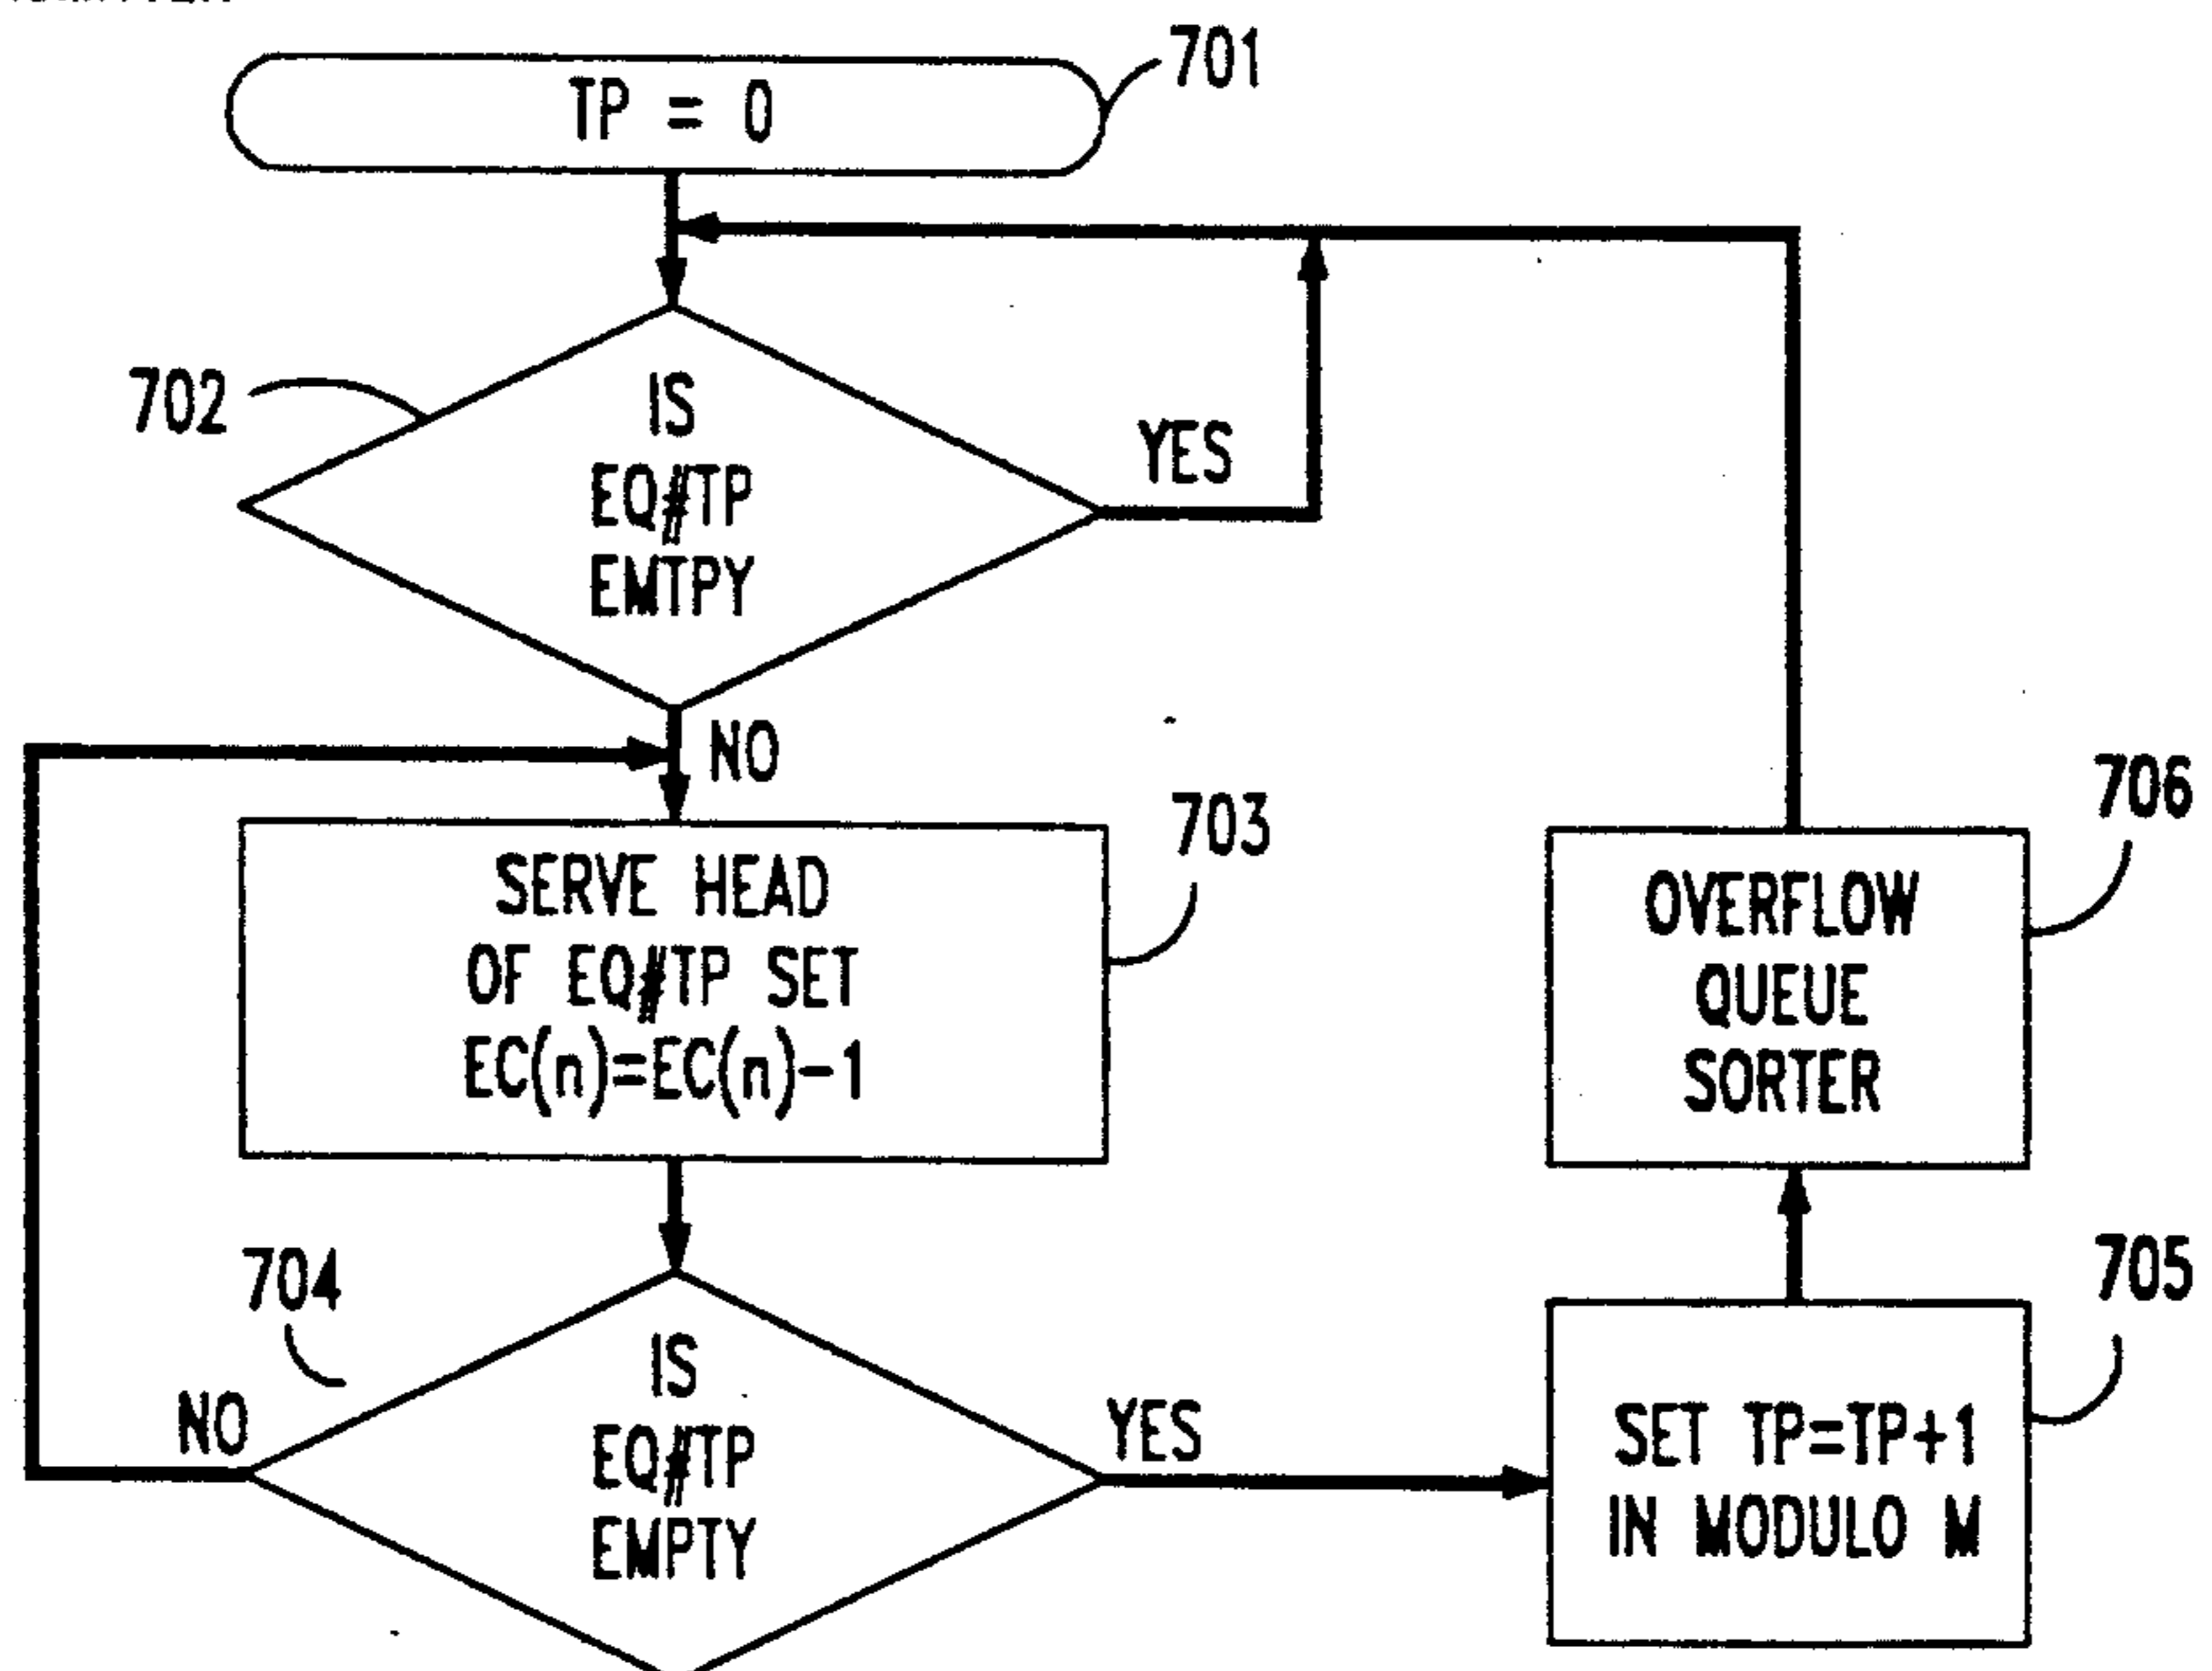 701
TP = 0
702
IS
EQ#TP
EMTPY
YES
NO
703
SERVE HEAD
OF EQ#TP SET
EC(n)=EC(n)-1
706
OVERFLOW
QUEUE
SORTER
704
IS
EQ#TP
EMPTY
NO
YES
705
SET TP=TP+1
IN MODULO M